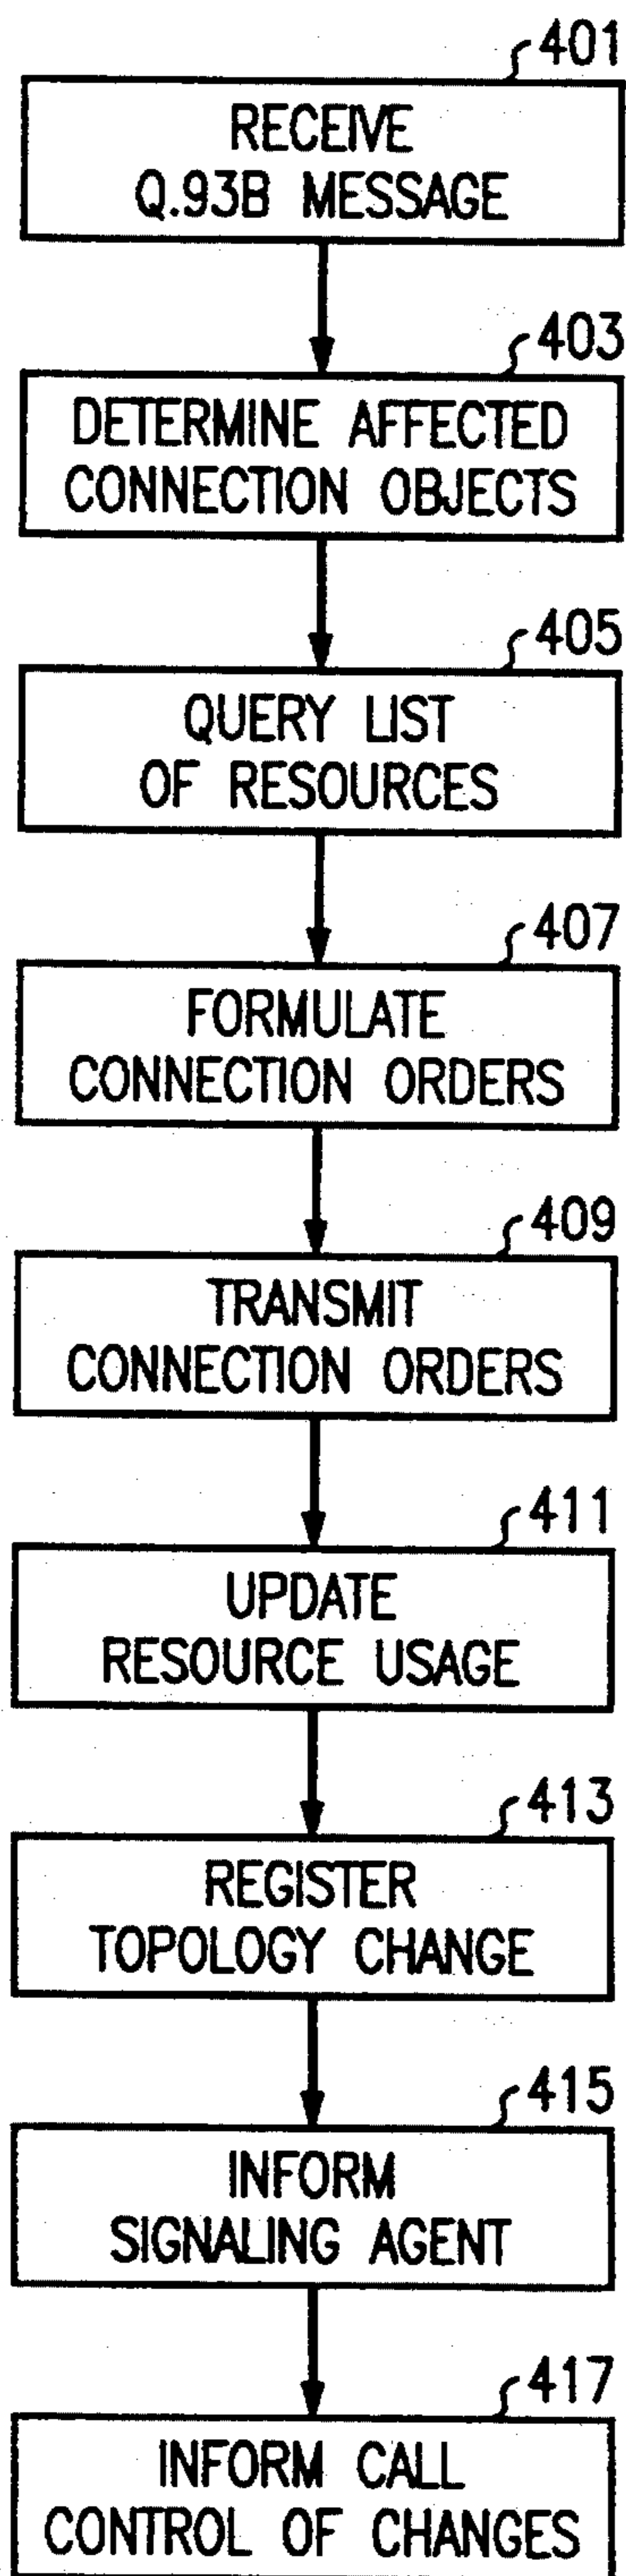 401
RECEIVE
Q.93B MESSAGE
403
DETERMINE AFFECTED
CONNECTION OBJECTS
405
QUERY LIST
OF RESOURCES
407
FORMULATE
CONNECTION ORDERS
409
TRANSMIT
CONNECTION ORDERS
411
UPDATE
RESOURCE USAGE
413
REGISTER
TOPOLOGY CHANGE
415
INFORM
SIGNALING AGENT
417
INFORM CALL
CONTROL OF CHANGES